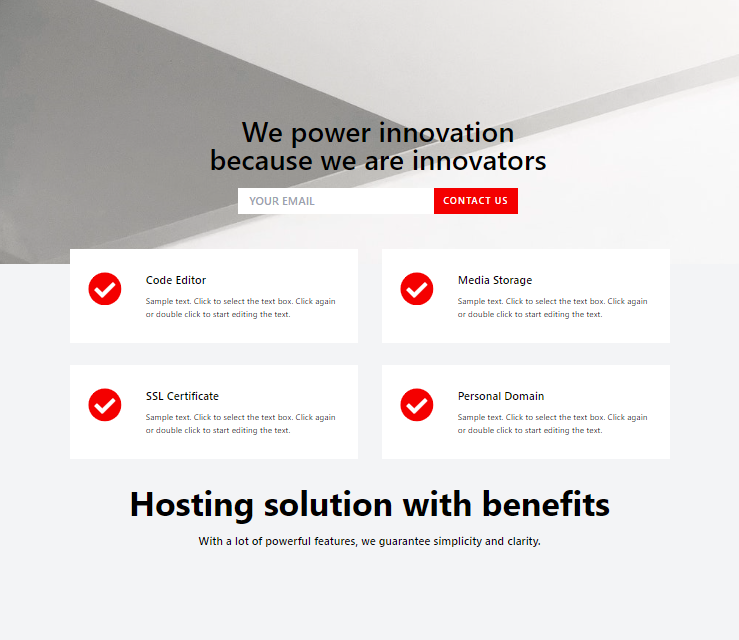 We power innovation
because we are innovators
YOUR EMAIL
CONTACT US
Code Editor
Sample text. Click to select the text box. Click again
or double click to start editing the text.
Media Storage
Sample text. Click to select the text box. Click again
or double click to start editing the text.
SSL Certificate
Sample text. Click to select the text box. Click again
or double click to start editing the text.
Personal Domain
Sample text. Click to select the text box. Click again
or double click to start editing the text.
Hosting solution with benefits
With a lot of powerful features, we guarantee simplicity and clarity.